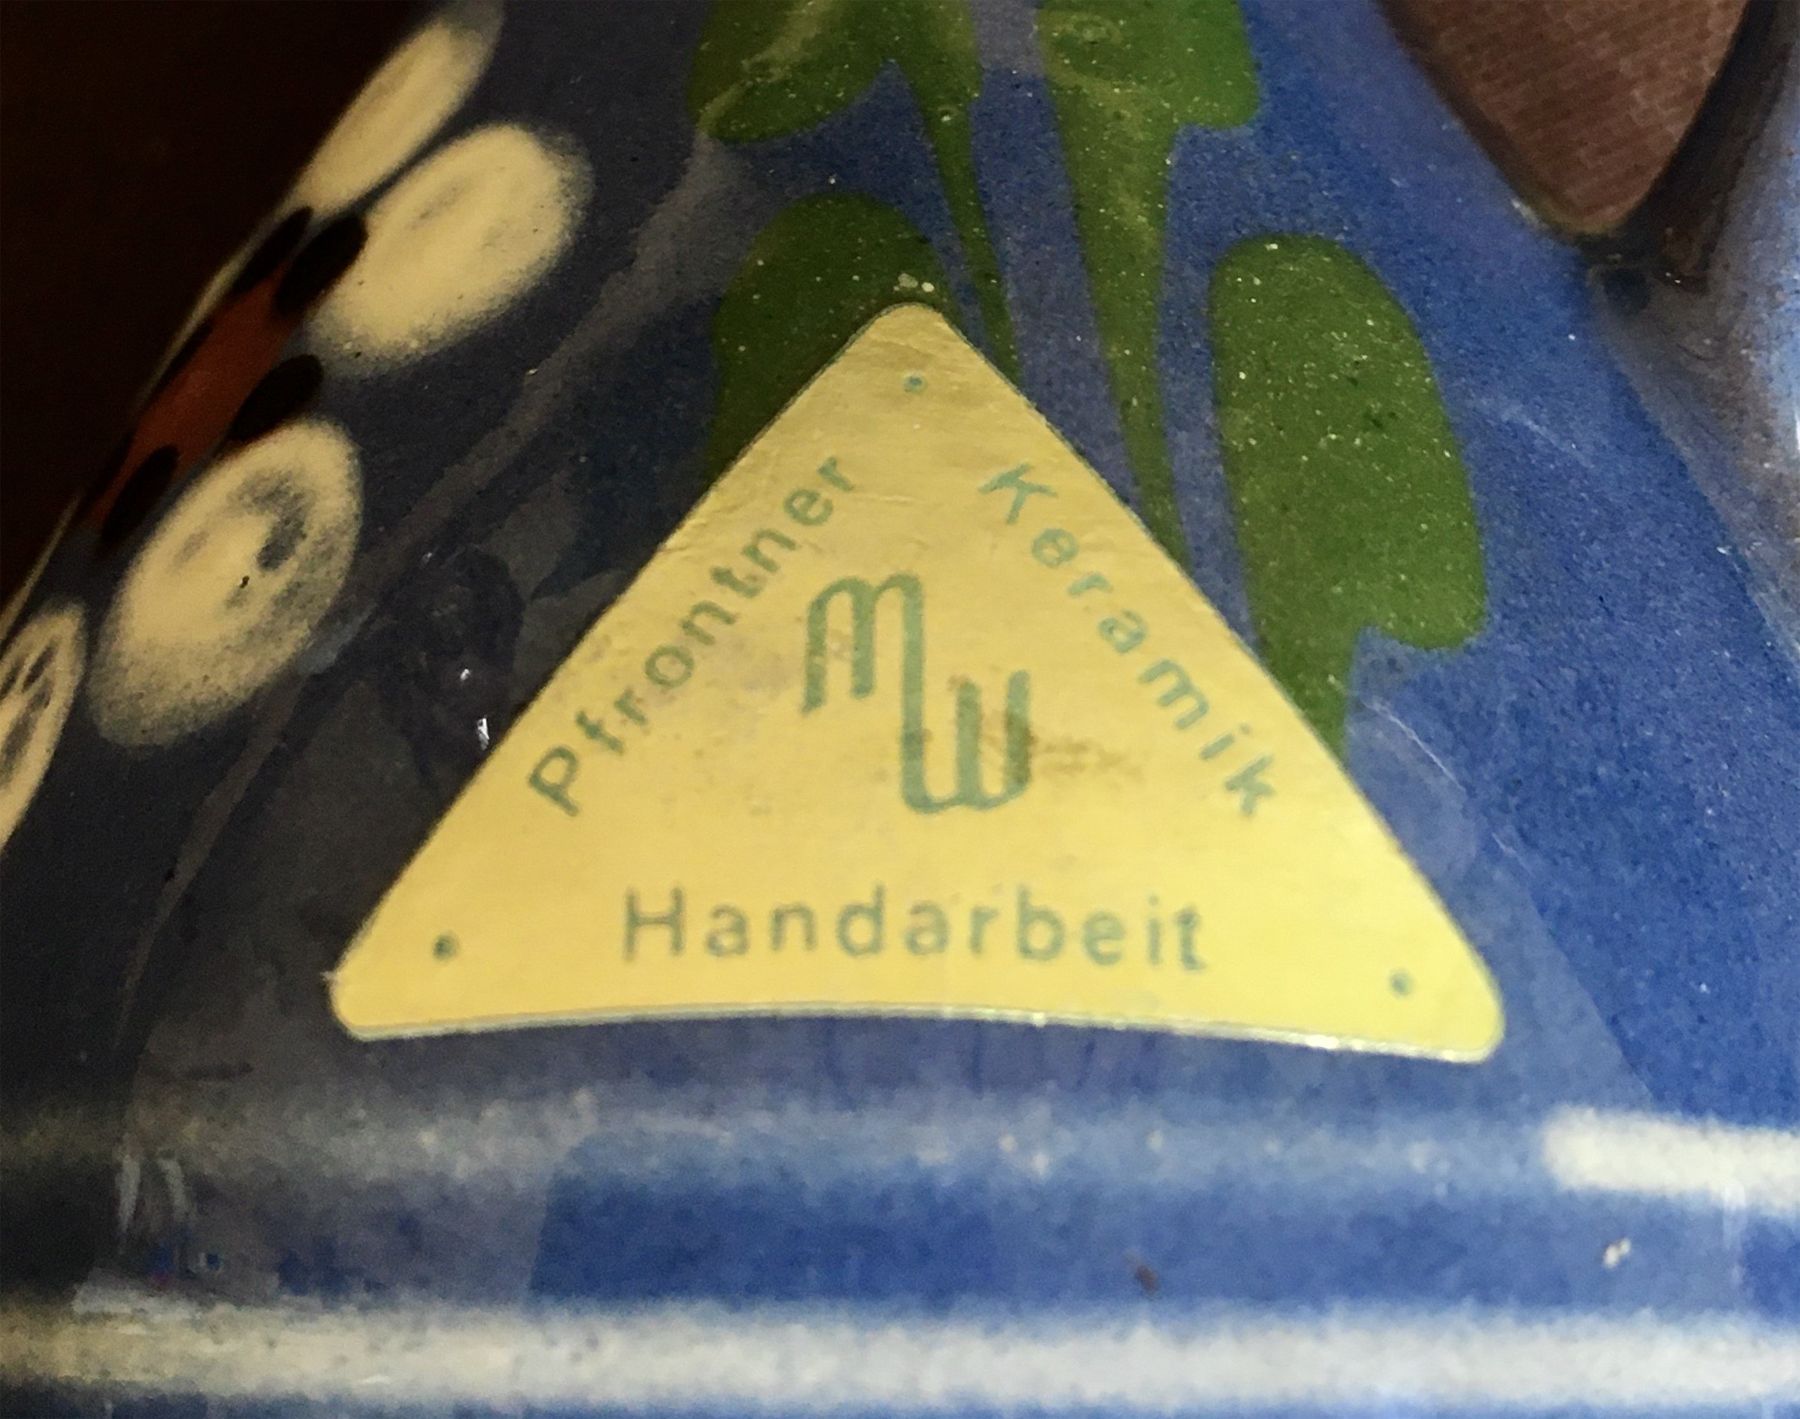 Pfrontner Keramik
MW
Handarbeit